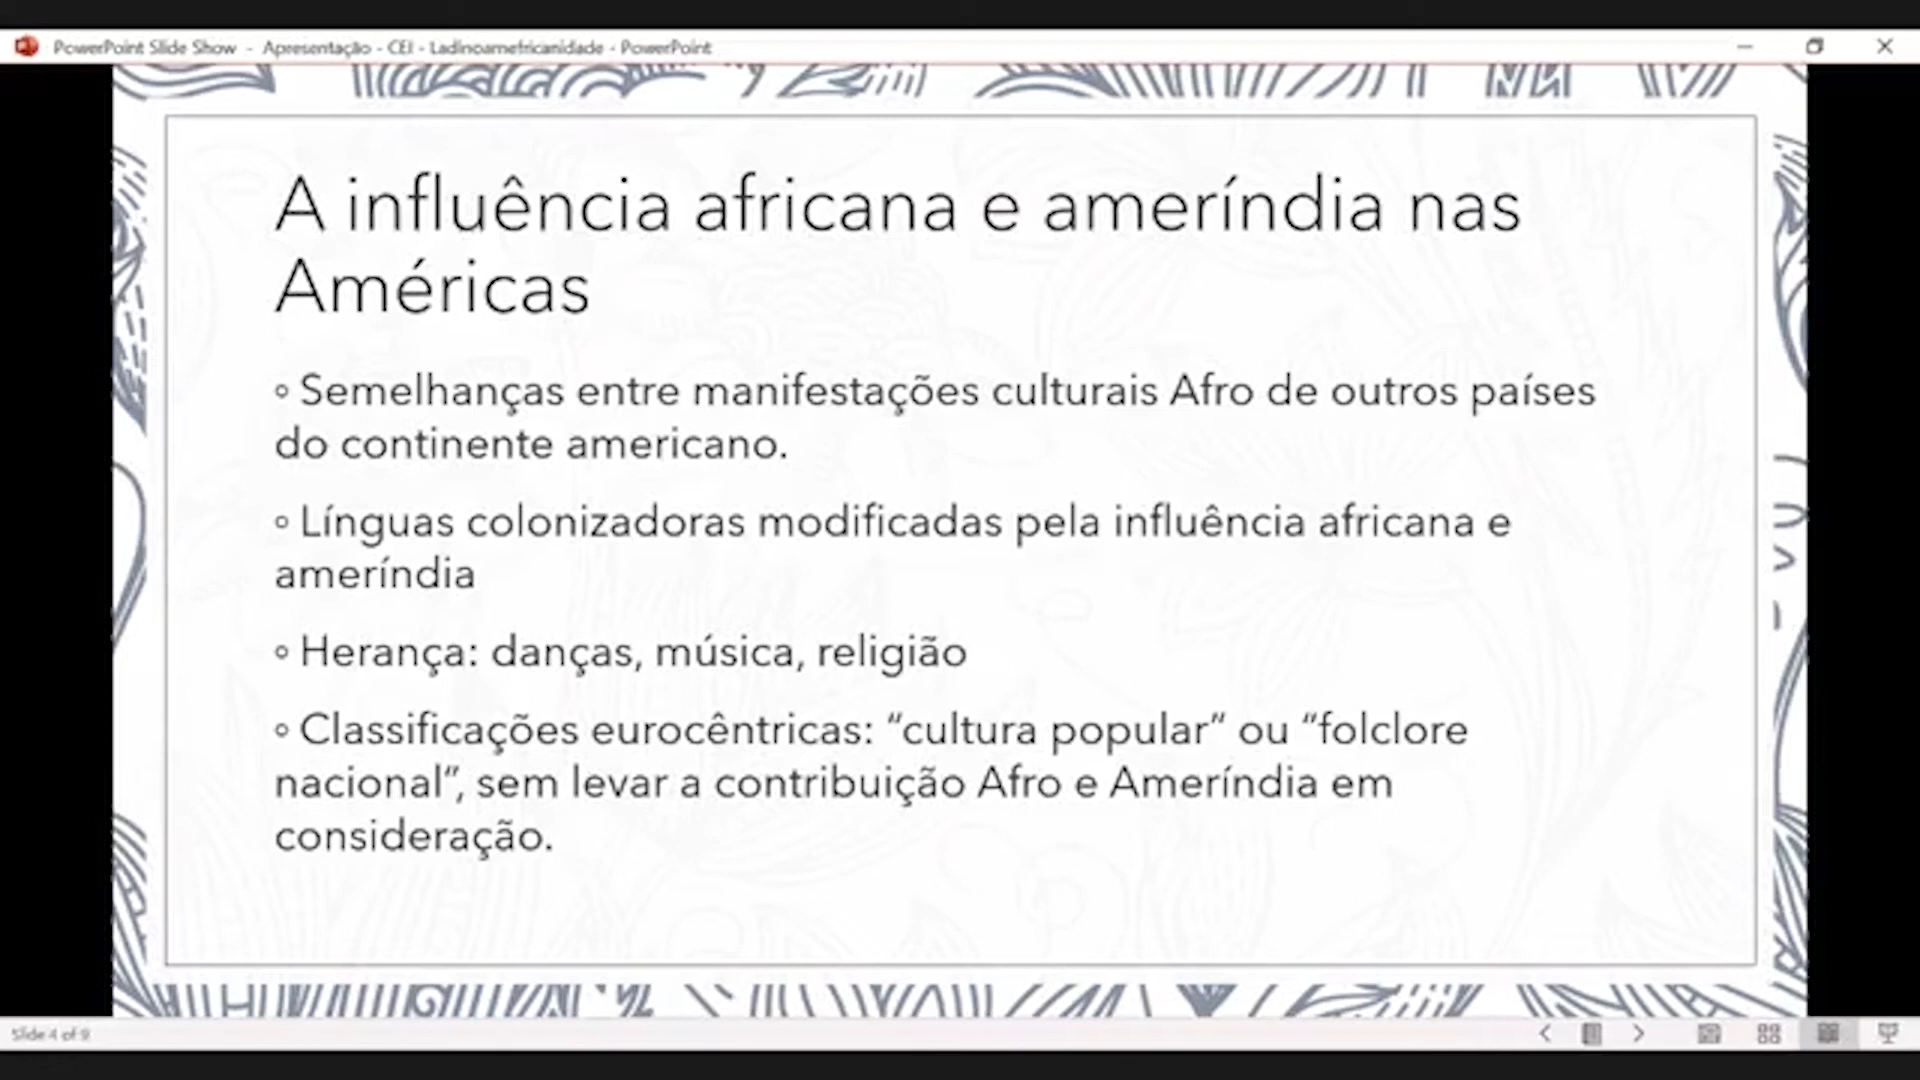 PowerPoint Slide Show - Apresentação - CEI - Ladinoametricanidade - PowerPoint
A influência africana e ameríndia nas
Américas
◦ Semelhanças entre manifestações culturais Afro de outros países
do continente americano.
◦ Línguas colonizadoras modificadas pela influência africana e
ameríndia
◦ Herança: danças, música, religião
◦ Classificações eurocêntricas: “cultura popular” ou “folclore
nacional”, sem levar a contribuição Afro e Ameríndia em
consideração.
Slide 4 of 9